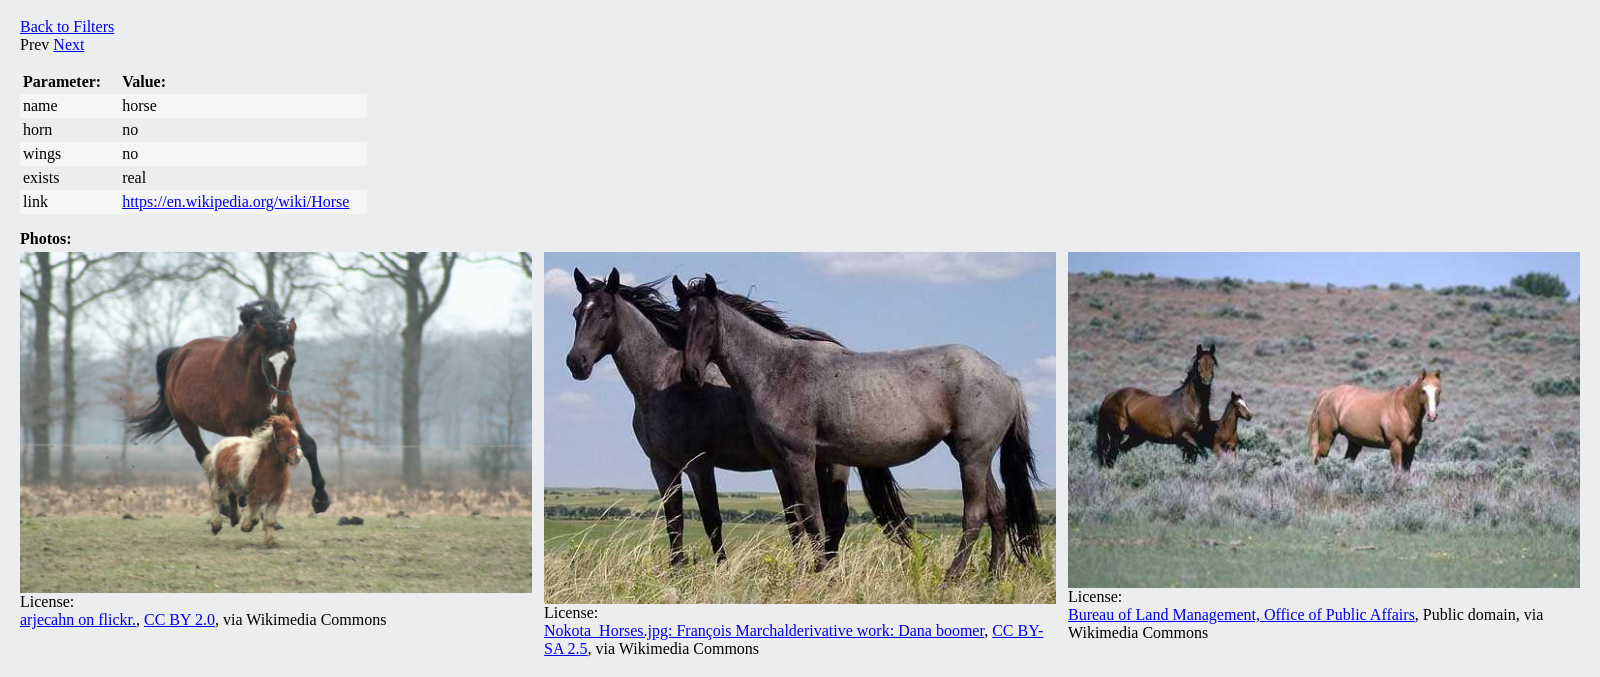 Back to Filters
Prev Next
Parameter: Value:
name horse
horn no
wings no
exists real
link https://en.wikipedia.org/wiki/Horse
Photos:
License:
arjecahn on flickr., CC BY 2.0, via Wikimedia Commons
License:
Nokota_Horses.jpg: François Marchalderivative work: Dana boomer, CC BY-
SA 2.5, via Wikimedia Commons
License:
Bureau of Land Management, Office of Public Affairs, Public domain, via
Wikimedia Commons